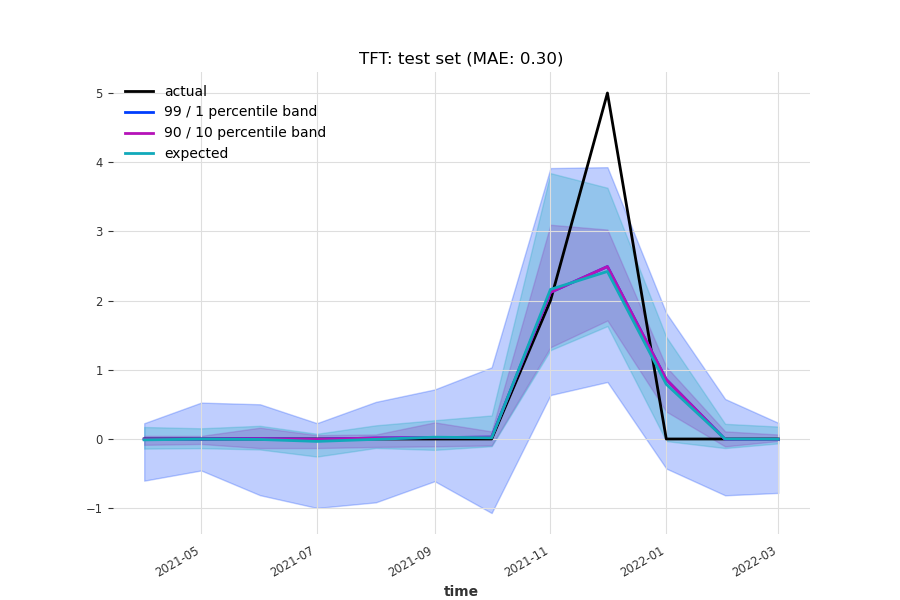 TFT: test set (MAE: 0.30)
actual
99 / 1 percentile band
90 / 10 percentile band
expected
5
4
3
2
1
0
−1
2021-05
2021-07
2021-09
2021-11
2022-01
2022-03
time